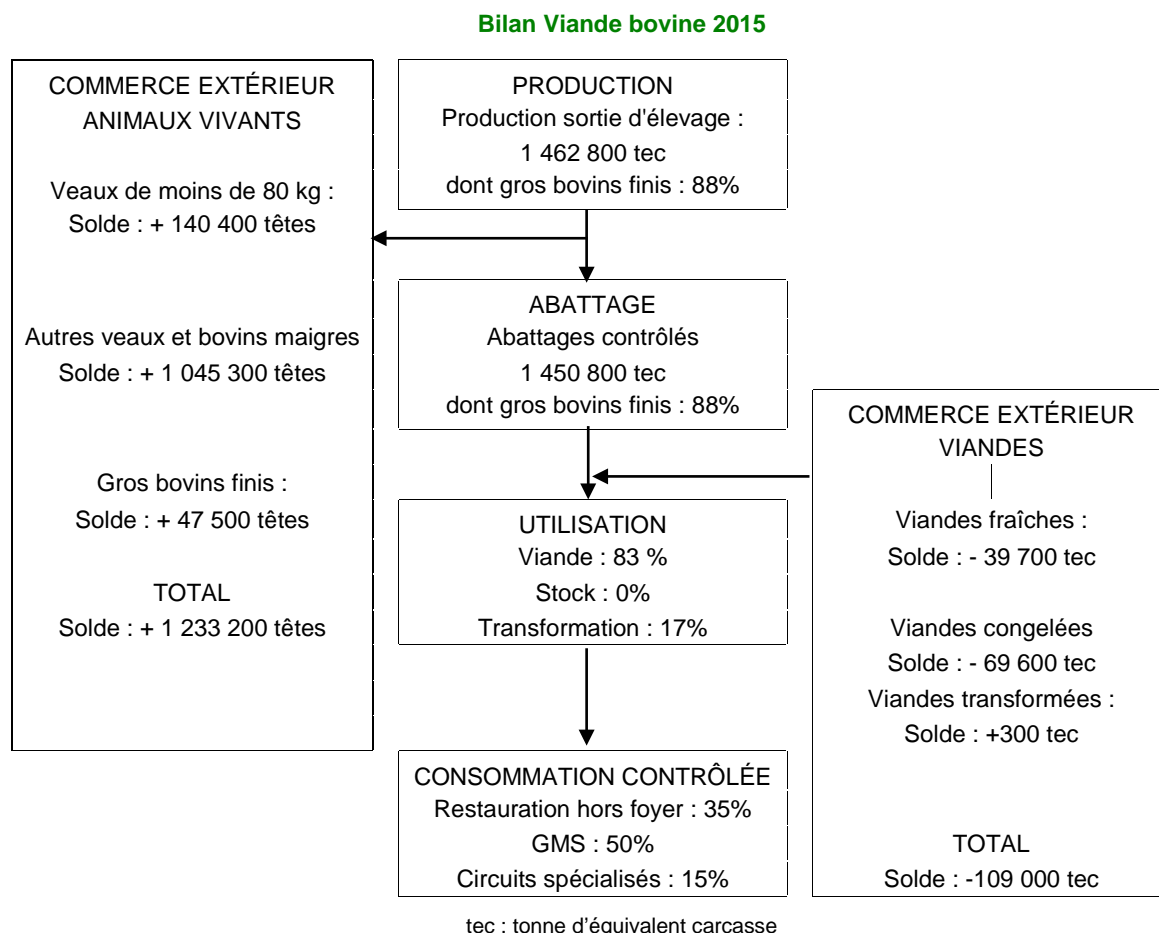 Bilan Viande bovine 2015
COMMERCE EXTÉRIEUR
ANIMAUX VIVANTS
Veaux de moins de 80 kg :
Solde : + 140 400 têtes
Autres veaux et bovins maigres
Solde : + 1 045 300 têtes
Gros bovins finis :
Solde : + 47 500 têtes
TOTAL
Solde : + 1 233 200 têtes
PRODUCTION
Production sortie d'élevage :
1 462 800 tec
dont gros bovins finis : 88%
ABATTAGE
Abattages contrôlés
1 450 800 tec
dont gros bovins finis : 88%
UTILISATION
Viande : 83 %
Stock : 0%
Transformation : 17%
CONSOMMATION CONTRÔLÉE
Restauration hors foyer : 35%
GMS : 50%
Circuits spécialisés : 15%
COMMERCE EXTÉRIEUR
VIANDES
Viandes fraîches :
Solde : - 39 700 tec
Viandes congelées
Solde : - 69 600 tec
Viandes transformées :
Solde : +300 tec
TOTAL
Solde : -109 000 tec
tec : tonne d'équivalent carcasse